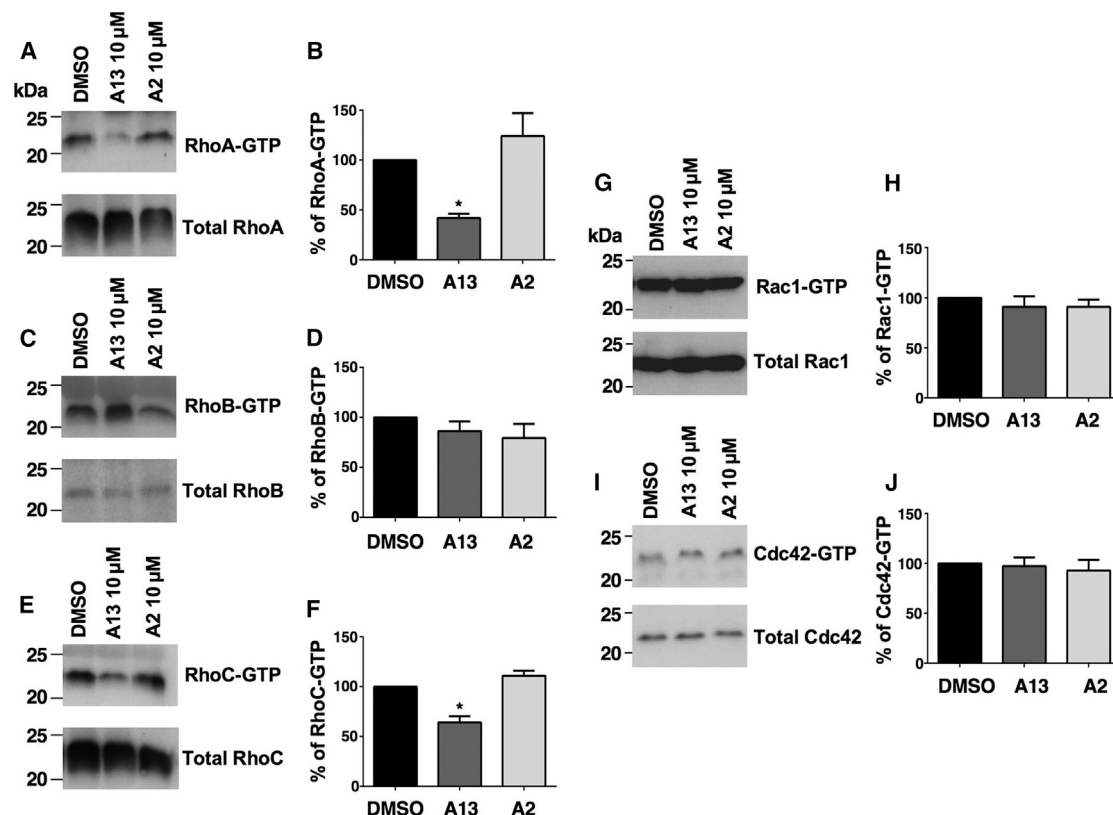 A
kDa
DMSO
A13 10 µM
A2 10 µM
25
20
RhoA-GTP
25
20
Total RhoA
B
% of RhoA-GTP
150
100
50
0
*
DMSO A13 A2
C
DMSO
A13 10 µM
A2 10 µM
25
20
RhoB-GTP
25
20
Total RhoB
D
% of RhoB-GTP
150
100
50
0
DMSO A13 A2
E
DMSO
A13 10 µM
A2 10 µM
25
20
RhoC-GTP
25
20
Total RhoC
F
% of RhoC-GTP
150
100
50
0
*
DMSO A13 A2
G
kDa
DMSO
A13 10 µM
A2 10 µM
25
20
Rac1-GTP
25
20
Total Rac1
H
% of Rac1-GTP
150
100
50
0
DMSO A13 A2
I
DMSO
A13 10 µM
A2 10 µM
25
20
Cdc42-GTP
25
20
Total Cdc42
J
% of Cdc42-GTP
150
100
50
0
DMSO A13 A2